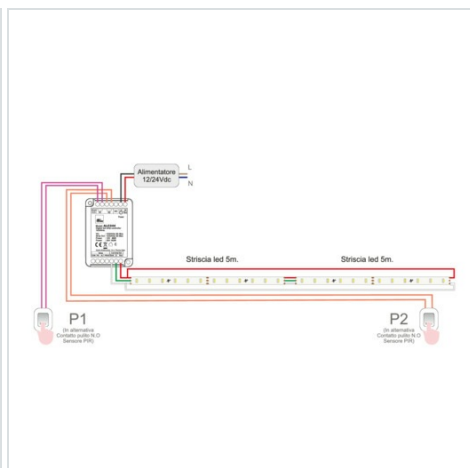 Alimentatore
12/24Vdc
L
N
Striscia led 5m.
Striscia led 5m.
P1
(In alternativa
Contatto pulito N.O
Sensore PIR)
P2
(In alternativa
Contatto pulito N.O
Sensore PIR)